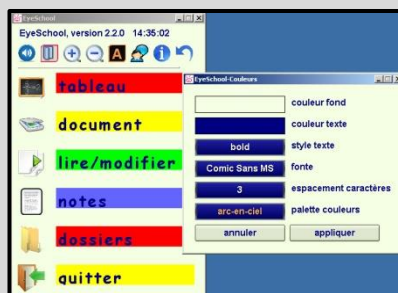 EyeSchool
EyeSchool, version 2.2.0 14:35:02
A
tableau
document
lire/modifier
notes
dossiers
quitter
EyeSchool-Couleurs
couleur fond
couleur texte
bold
style texte
Comic Sans MS
fonte
3
espacement caractères
arc-en-ciel
palette couleurs
annuler
appliquer